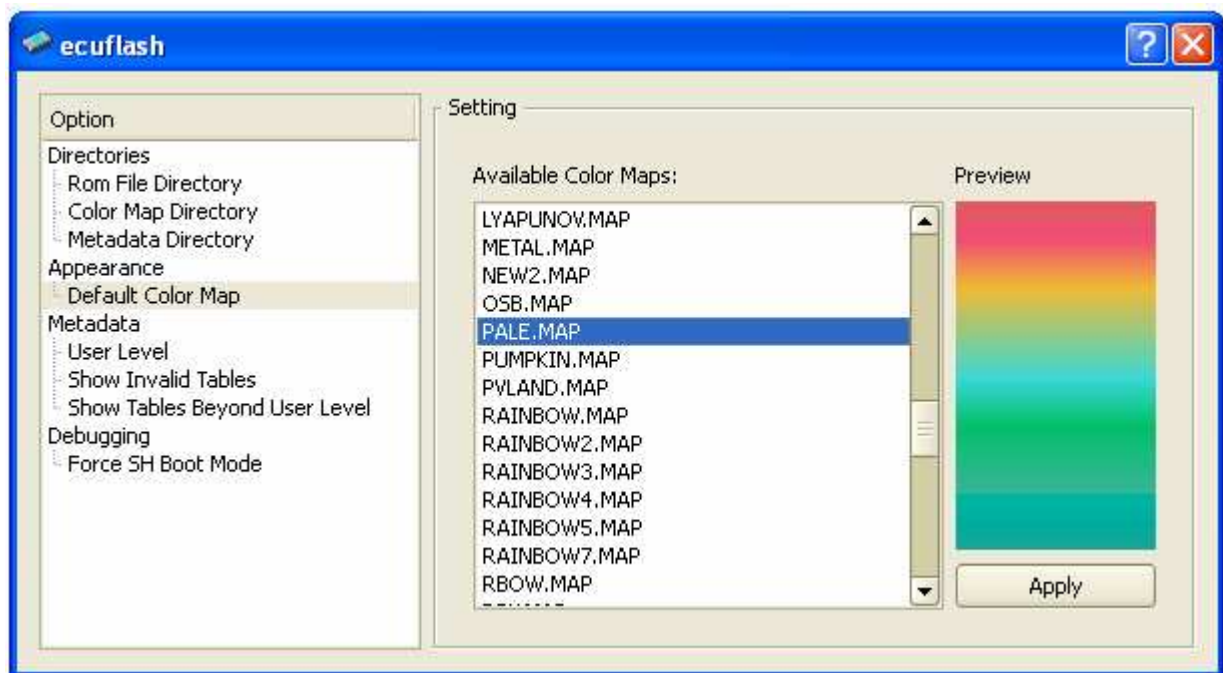 ecuflash
Option
Directories
Rom File Directory
Color Map Directory
Metadata Directory
Appearance
Default Color Map
Metadata
User Level
Show Invalid Tables
Show Tables Beyond User Level
Debugging
Force SH Boot Mode
Setting
Available Color Maps:
LYAPUNOV.MAP
METAL.MAP
NEW2.MAP
OSB.MAP
PALE.MAP
PUMPKIN.MAP
PVLAND.MAP
RAINBOW.MAP
RAINBOW2.MAP
RAINBOW3.MAP
RAINBOW4.MAP
RAINBOW5.MAP
RAINBOW7.MAP
RBOW.MAP
Preview
Apply